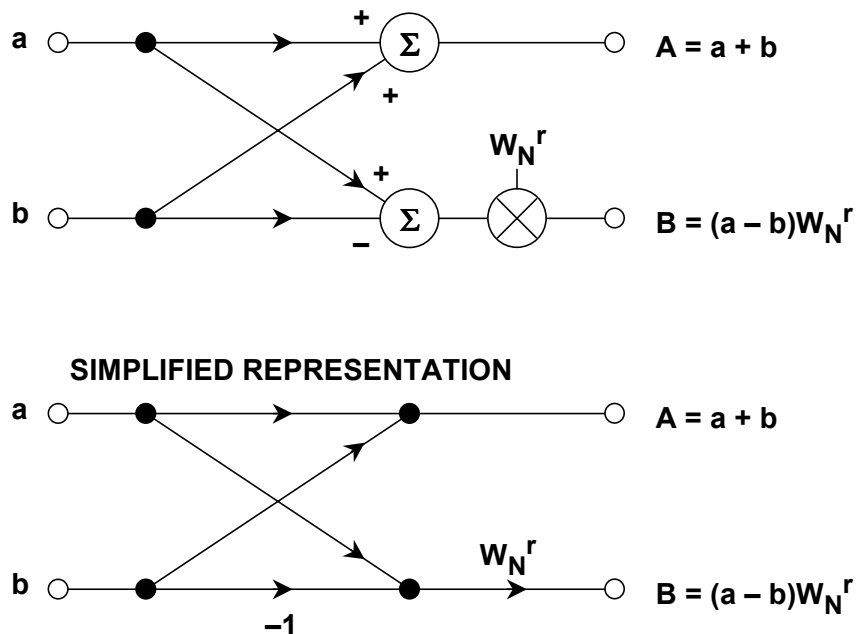 a + Σ A = a + b
+
W_N^r
+
b Σ B = (a – b)W_N^r
–
SIMPLIFIED REPRESENTATION
a A = a + b
W_N^r
b B = (a – b)W_N^r
–1